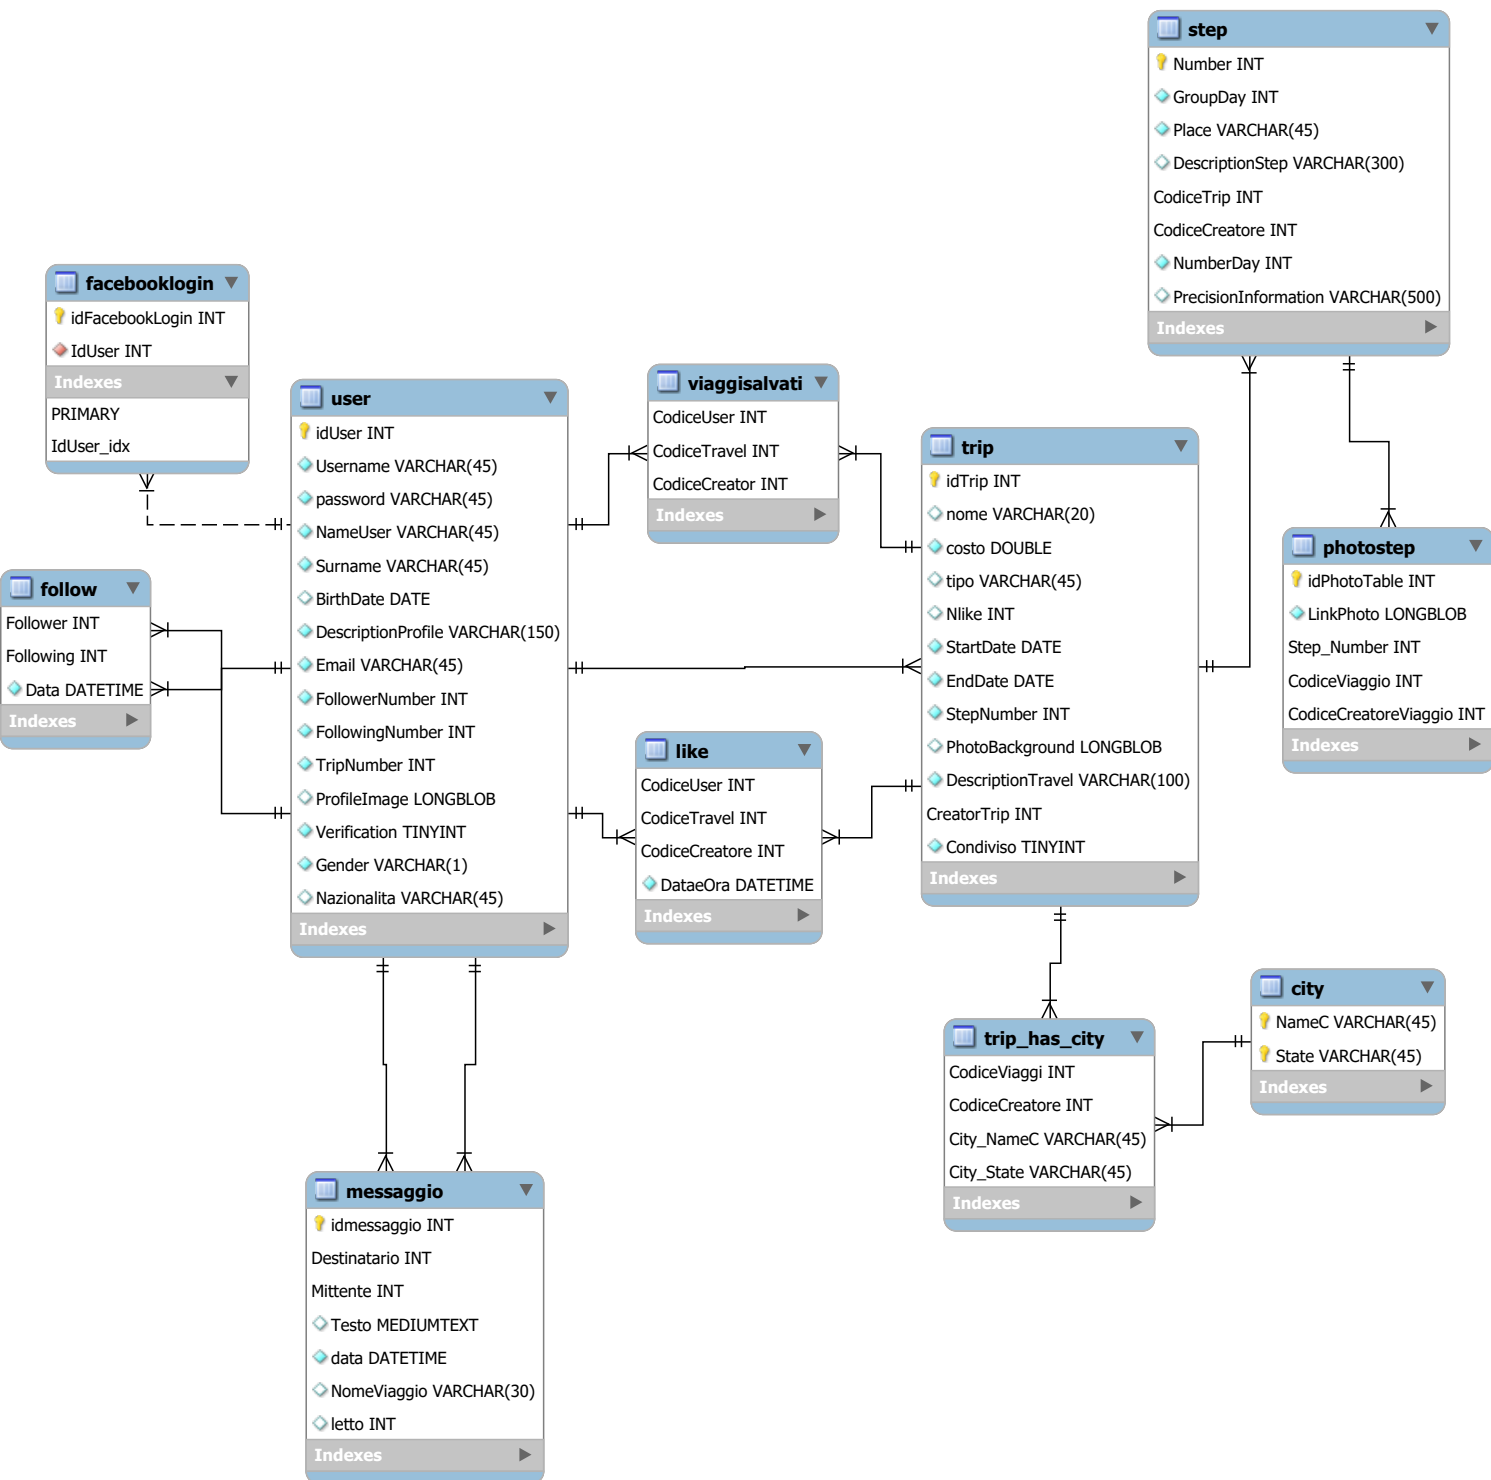 step
Number INT
GroupDay INT
Place VARCHAR(45)
DescriptionStep VARCHAR(300)
CodiceTrip INT
CodiceCreatore INT
NumberDay INT
PrecisionInformation VARCHAR(500)
Indexes
facebooklogin
idFacebookLogin INT
IdUser INT
Indexes
PRIMARY
IdUser_idx
user
idUser INT
Username VARCHAR(45)
password VARCHAR(45)
NameUser VARCHAR(45)
Surname VARCHAR(45)
BirthDate DATE
DescriptionProfile VARCHAR(150)
Email VARCHAR(45)
FollowerNumber INT
FollowingNumber INT
TripNumber INT
ProfileImage LONGBLOB
Verification TINYINT
Gender VARCHAR(1)
Nazionalita VARCHAR(45)
Indexes
viaggisalvati
CodiceUser INT
CodiceTravel INT
CodiceCreator INT
Indexes
trip
idTrip INT
nome VARCHAR(20)
costo DOUBLE
tipo VARCHAR(45)
Nlike INT
StartDate DATE
EndDate DATE
StepNumber INT
PhotoBackground LONGBLOB
DescriptionTravel VARCHAR(100)
CreatorTrip INT
Condiviso TINYINT
Indexes
photostep
idPhotoTable INT
LinkPhoto LONGBLOB
Step_Number INT
CodiceViaggio INT
CodiceCreatoreViaggio INT
Indexes
follow
Follower INT
Following INT
Data DATETIME
Indexes
like
CodiceUser INT
CodiceTravel INT
CodiceCreatore INT
DataeOra DATETIME
Indexes
trip_has_city
CodiceViaggi INT
CodiceCreatore INT
City_NameC VARCHAR(45)
City_State VARCHAR(45)
Indexes
city
NameC VARCHAR(45)
State VARCHAR(45)
Indexes
messaggio
idmessaggio INT
Destinatario INT
Mittente INT
Testo MEDIUMTEXT
data DATETIME
NomeViaggio VARCHAR(30)
letto INT
Indexes